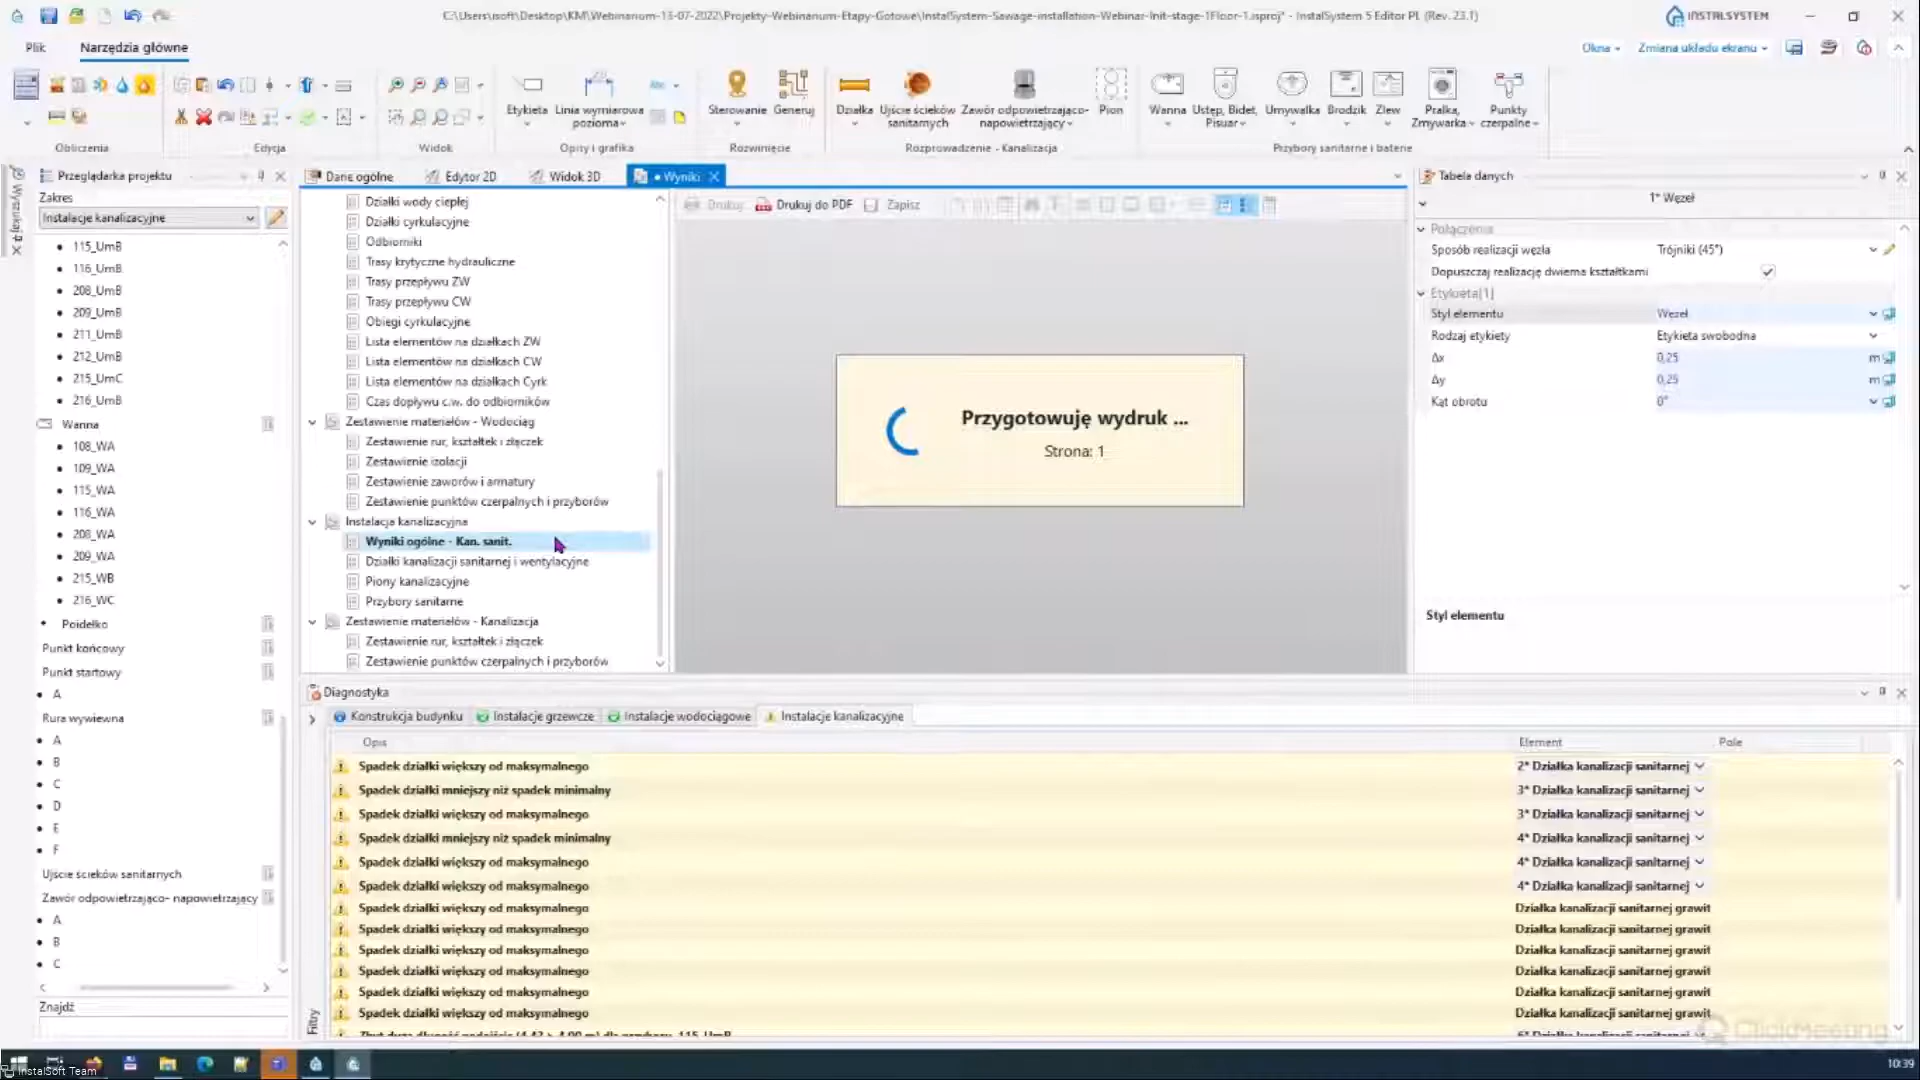 C:\Users\isoft\Desktop\KM\Webinarium-13-07-2022\Projekty-Webinarium-Etapy-Gotowe\InstalSystem-Sawage-installation-Webinar-Init-stage-1Floor-1.isproj* - InstalSystem 5 Editor PL (Rev. 23.1)
INSTALSYSTEM
Plik
Narzędzia główne
Okna
Zmiana układu ekranu
Etykieta
Linia wymiarowa pozioma
Abc
Sterowanie
Generuj
Działka
Ujście ścieków sanitarnych
Zawór odpowietrzająco-napowietrzający
Pion
Wanna
Ustęp, Bidet, Pisuar
Umywalka
Brodzik
Zlew
Pralka, Zmywarka
Punkty czerpalne
Obliczenia
Edycja
Widok
Opisy i grafika
Rozwinięcie
Rozprowadzenie - Kanalizacja
Przybory sanitarne i baterie
Wyszukaj
Przeglądarka projektu
Zakres
Instalacje kanalizacyjne
115_UmB
116_UmB
208_UmB
209_UmB
211_UmB
212_UmB
215_UmC
216_UmB
Wanna
108_WA
109_WA
115_WA
116_WA
208_WA
209_WA
215_WB
216_WC
Poidełko
Punkt końcowy
Punkt startowy
A
Rura wywiewna
A
B
C
D
E
F
Ujście ścieków sanitarnych
Zawór odpowietrzająco- napowietrzający
A
B
C
Znajdź
Dane ogólne
Edytor 2D
Widok 3D
Wyniki
Działki wody ciepłej
Działki cyrkulacyjne
Odbiorniki
Trasy krytyczne hydrauliczne
Trasy przepływu ZW
Trasy przepływu CW
Obiegi cyrkulacyjne
Lista elementów na działkach ZW
Lista elementów na działkach CW
Lista elementów na działkach Cyrk
Czas dopływu c.w. do odbiorników
Zestawienie materiałów - Wodociąg
Zestawienie rur, kształtek i złączek
Zestawienie izolacji
Zestawienie zaworów i armatury
Zestawienie punktów czerpalnych i przyborów
Instalacja kanalizacyjna
Wyniki ogólne - Kan. sanit.
Działki kanalizacji sanitarnej i wentylacyjne
Piony kanalizacyjne
Przybory sanitarne
Zestawienie materiałów - Kanalizacja
Zestawienie rur, kształtek i złączek
Zestawienie punktów czerpalnych i przyborów
Drukuj
Drukuj do PDF
Zapisz
Przygotowuję wydruk ...
Strona: 1
Tabela danych
1* Węzeł
Połączenia
Sposób realizacji węzła Trójniki (45°)
Dopuszczaj realizację dwiema kształtkami
Etykieta[1]
Styl elementu Węzeł
Rodzaj etykiety Etykieta swobodna
Δx 0,25 m
Δy 0,25 m
Kąt obrotu 0°
Styl elementu
Diagnostyka
Konstrukcja budynku
Instalacje grzewcze
Instalacje wodociągowe
Instalacje kanalizacyjne
Filtry
Opis Element Pole
Spadek działki większy od maksymalnego 2* Działka kanalizacji sanitarnej
Spadek działki mniejszy niż spadek minimalny 3* Działka kanalizacji sanitarnej
Spadek działki większy od maksymalnego 3* Działka kanalizacji sanitarnej
Spadek działki mniejszy niż spadek minimalny 4* Działka kanalizacji sanitarnej
Spadek działki większy od maksymalnego 4* Działka kanalizacji sanitarnej
Spadek działki większy od maksymalnego 4* Działka kanalizacji sanitarnej
Spadek działki większy od maksymalnego Działka kanalizacji sanitarnej grawit
Spadek działki większy od maksymalnego Działka kanalizacji sanitarnej grawit
Spadek działki większy od maksymalnego Działka kanalizacji sanitarnej grawit
Spadek działki większy od maksymalnego Działka kanalizacji sanitarnej grawit
Spadek działki większy od maksymalnego Działka kanalizacji sanitarnej grawit
Spadek działki większy od maksymalnego Działka kanalizacji sanitarnej grawit
Zbyt duża długość podejścia (4,43 > 4,00 m) dla przyboru 115_UmB 6* Działka kanalizacji sanitarnej
ClickMeeting
InstalSoft Team
10:39